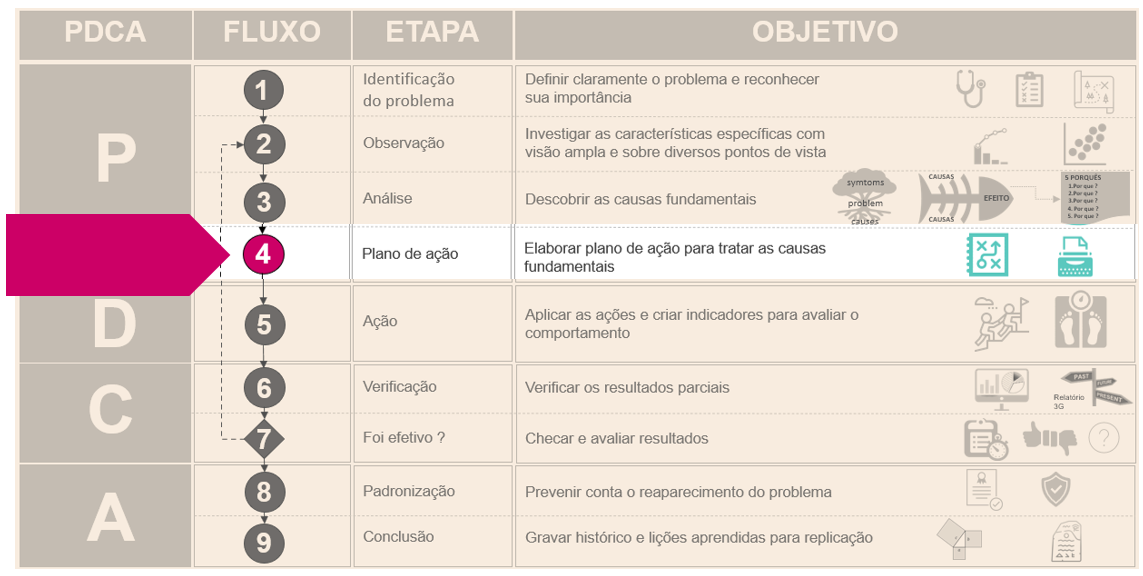 PDCA FLUXO ETAPA OBJETIVO
P
1 Identificação
do problema
Definir claramente o problema e reconhecer
sua importância
2 Observação
Investigar as características específicas com
visão ampla e sobre diversos pontos de vista
3 Análise
Descobrir as causas fundamentais
symtoms
problem
causes
CAUSAS
EFEITO
CAUSAS
5 PORQUÊS
1.Por que ?
2.Por que ?
3.Por que ?
4. Por que ?
5. Por que ?
4 Plano de ação
Elaborar plano de ação para tratar as causas
fundamentais
D
5 Ação
Aplicar as ações e criar indicadores para avaliar o
comportamento
C
6 Verificação
Verificar os resultados parciais
Relatório
3G
PAST
FUTURE
PRESENT
7 Foi efetivo ?
Checar e avaliar resultados
?
A
8 Padronização
Prevenir conta o reaparecimento do problema
9 Conclusão
Gravar histórico e lições aprendidas para replicação